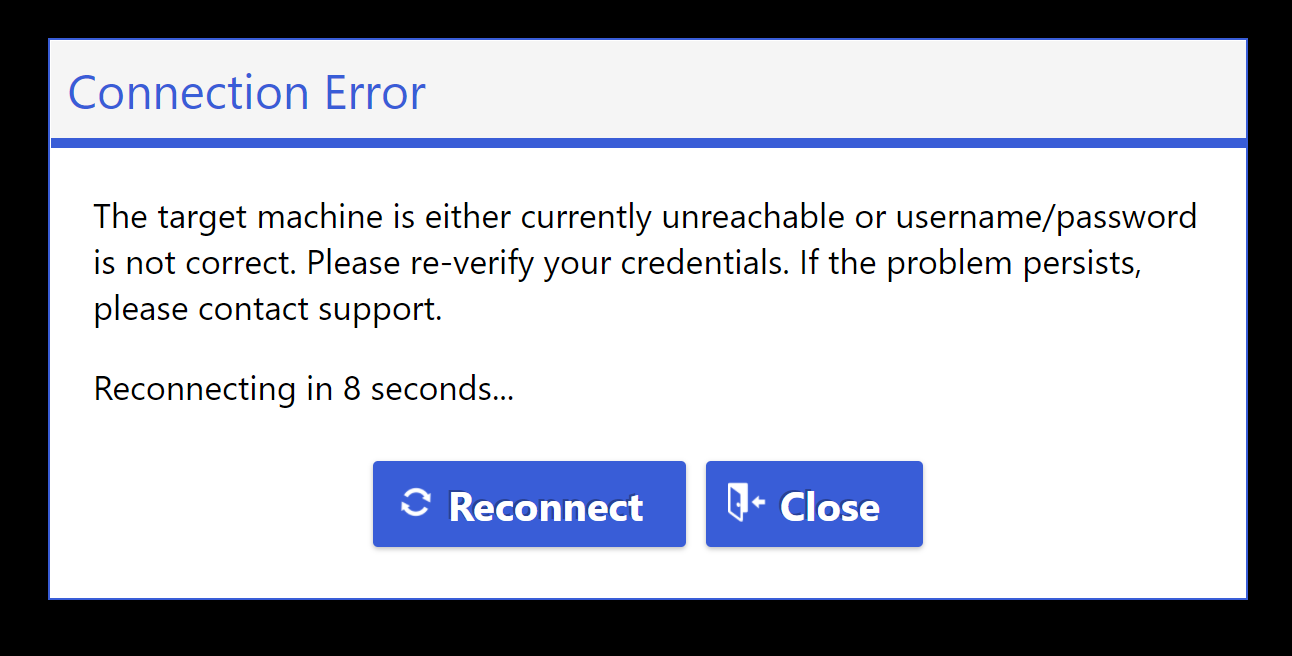 Connection Error
The target machine is either currently unreachable or username/password
is not correct. Please re-verify your credentials. If the problem persists,
please contact support.
Reconnecting in 8 seconds...
Reconnect
Close